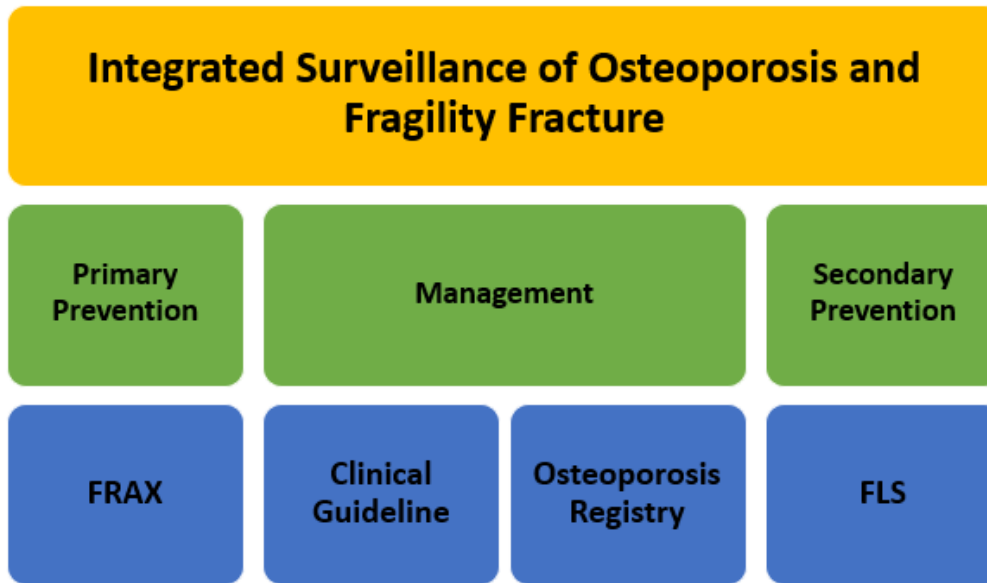 Integrated Surveillance of Osteoporosis and
Fragility Fracture
Primary
Prevention
Management
Secondary
Prevention
FRAX
Clinical
Guideline
Osteoporosis
Registry
FLS